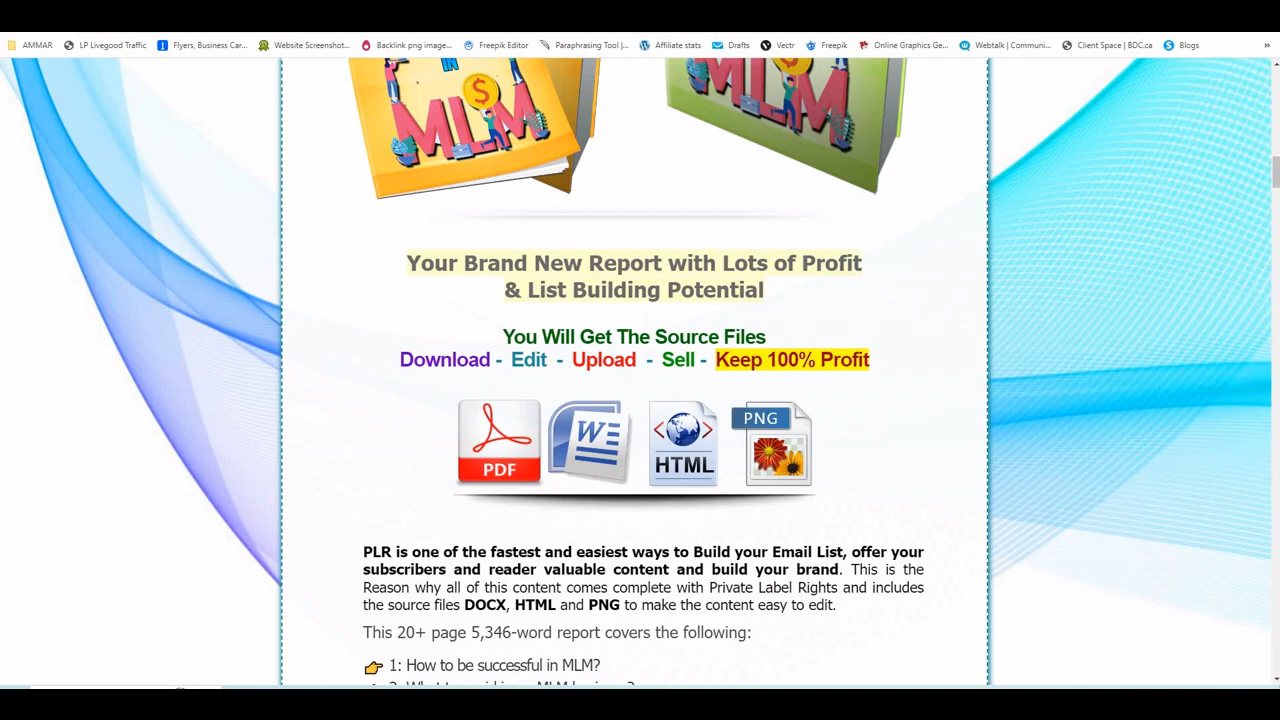 AMMAR LP Livegood Traffic Flyers, Business Car... Website Screenshot... Backlink png image... Freepik Editor Paraphrasing Tool |... Affiliate stats Drafts Vectr Freepik Online Graphics Ge... Webtalk | Communi... Client Space | BDC.ca Blogs »
IN
MLM
MLM
Your Brand New Report with Lots of Profit
& List Building Potential
You Will Get The Source Files
Download - Edit - Upload - Sell - Keep 100% Profit
PDF W HTML PNG
PLR is one of the fastest and easiest ways to Build your Email List, offer your
subscribers and reader valuable content and build your brand. This is the
Reason why all of this content comes complete with Private Label Rights and includes
the source files DOCX, HTML and PNG to make the content easy to edit.
This 20+ page 5,346-word report covers the following:
1: How to be successful in MLM?